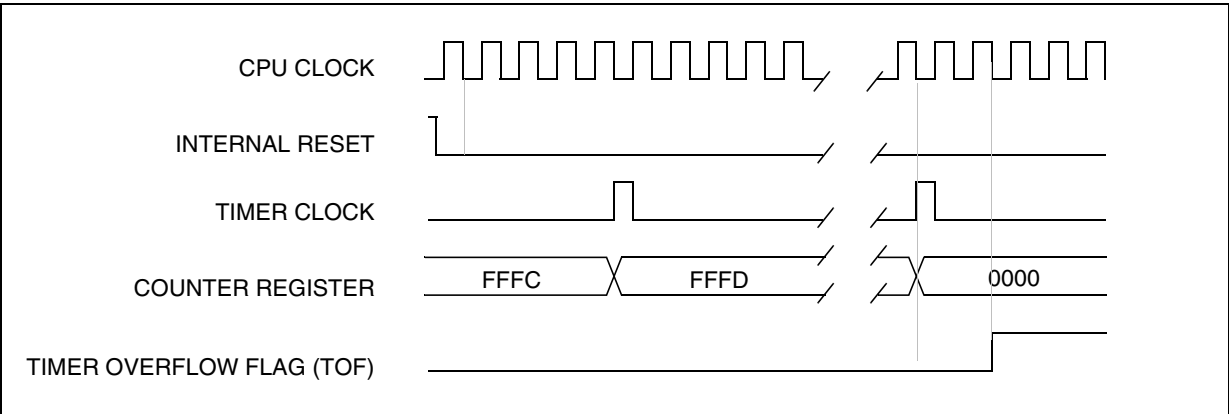 CPU CLOCK
INTERNAL RESET
TIMER CLOCK
COUNTER REGISTER FFFC FFFD 0000
TIMER OVERFLOW FLAG (TOF)